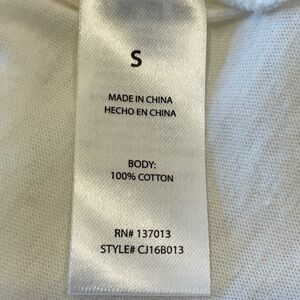 S
MADE IN CHINA
HECHO EN CHINA
BODY:
100% COTTON
RN# 137013
STYLE# CJ16B013